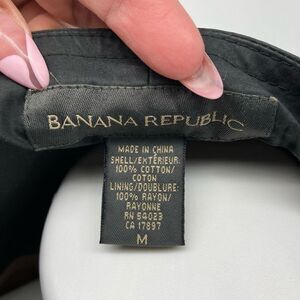 BANANA REPUBLIC
MADE IN CHINA
SHELL/EXTÉRIEUR:
100% COTTON/
COTON
LINING/DOUBLURE:
100% RAYON/
RAYONNE
RN 54023
CA 17897
M